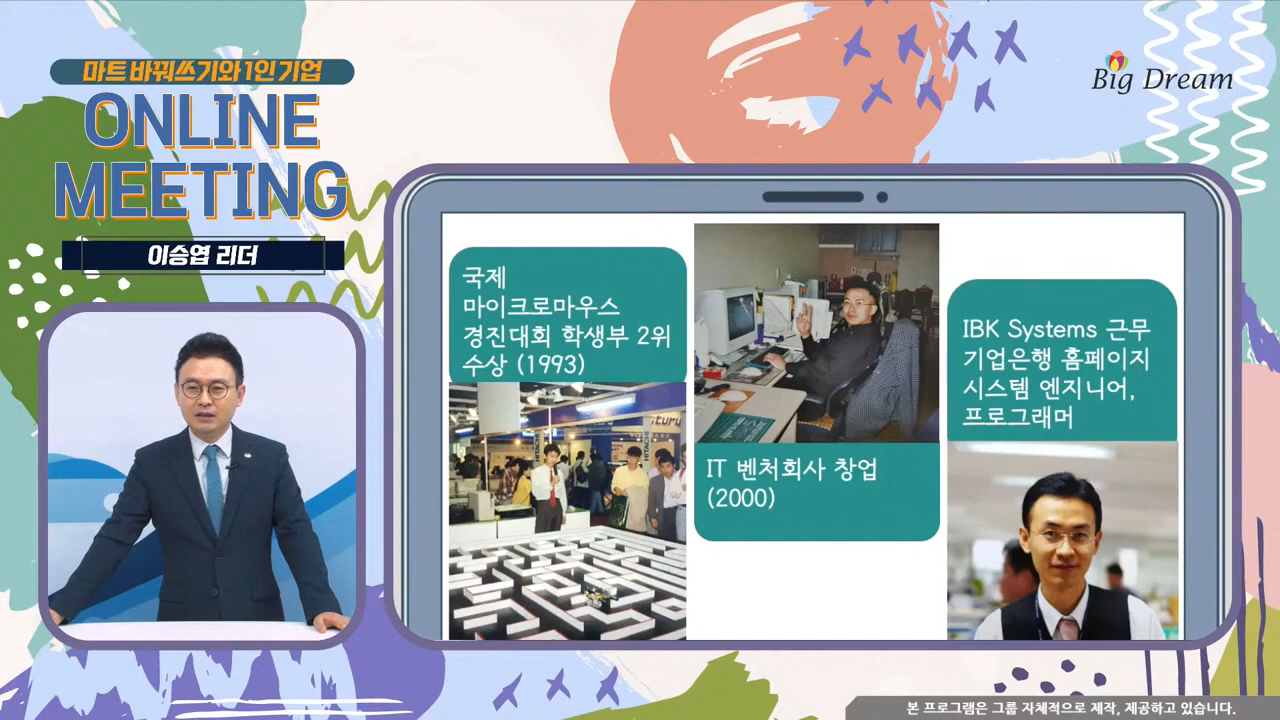 마트 바꿔쓰기와 1인 기업
ONLINE
MEETING
이승엽 리더
Big Dream
국제
마이크로마우스
경진대회 학생부 2위
수상 (1993)
IT 벤처회사 창업
(2000)
IBK Systems 근무
기업은행 홈페이지
시스템 엔지니어,
프로그래머
HITACHI
본 프로그램은 그룹 자체적으로 제작, 제공하고 있습니다.